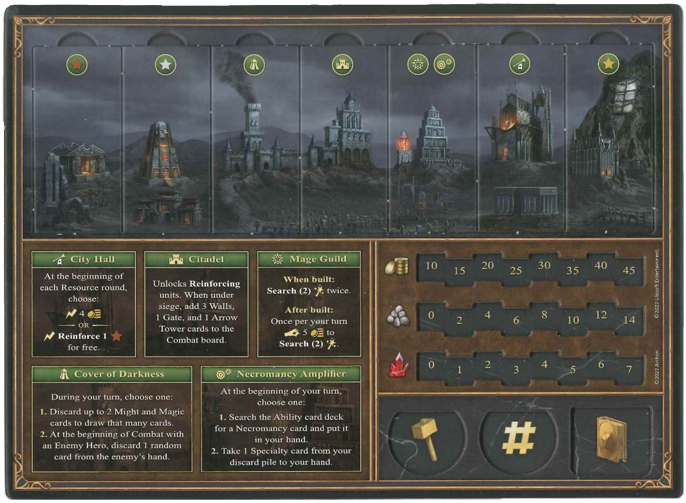 City Hall
At the beginning of
each Resource round,
choose:
4
OR
Reinforce 1
for free.
Citadel
Unlocks Reinforcing
units. When under
siege, add 3 Walls,
1 Gate, and 1 Arrow
Tower cards to the
Combat board.
Mage Guild
When built:
Search (2) twice.
After built:
Once per your turn
5 to
Search (2) .
Cover of Darkness
During your turn, choose one:
1. Discard up to 2 Might and Magic
cards to draw that many cards.
2. At the beginning of Combat with
an Enemy Hero, discard 1 random
card from the enemy's hand.
Necromancy Amplifier
At the beginning of your turn,
choose one:
1. Search the Ability card deck
for a Necromancy card and put it
in your hand.
2. Take 1 Specialty card from your
discard pile to your hand.
10 15 20 25 30 35 40 45
0 2 4 6 8 10 12 14
0 1 2 3 4 5 6 7
#
© 2022 Ubisoft Entertainment.
© 2022 Archon